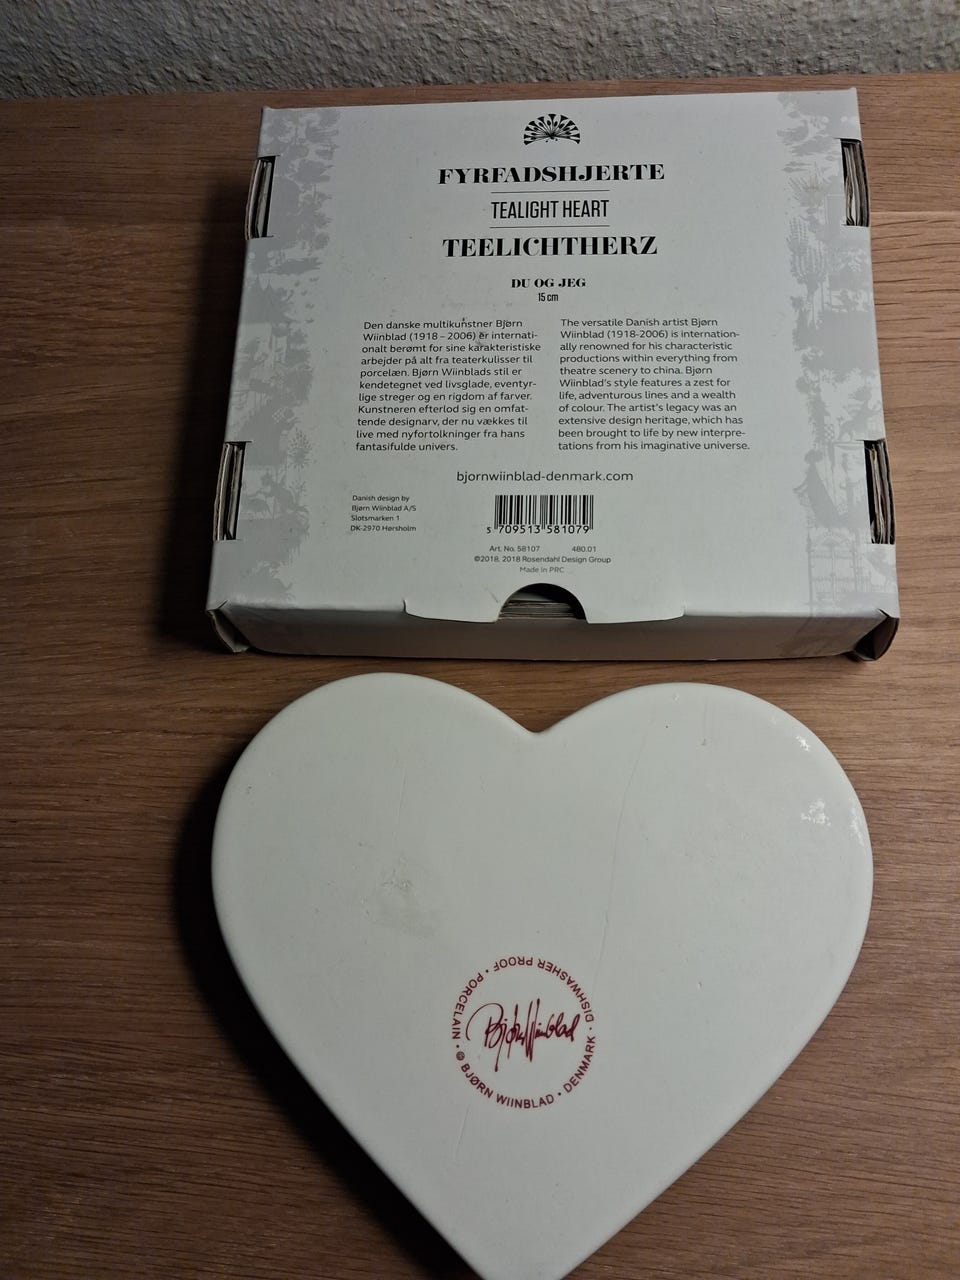 FYRFADSHJERTE
TEALIGHT HEART
TEELICHTHERZ
DU OG JEG
15 cm
Den danske multikunstner Bjørn
Wiinblad (1918 – 2006) er internati-
onalt berømt for sine karakteristiske
arbejder på alt fra teaterkulisser til
porcelæn. Bjørn Wiinblads stil er
kendetegnet ved livsglade, eventyr-
lige streger og en rigdom af farver.
Kunstneren efterlod sig en omfat-
tende designarv, der nu vækkes til
live med nyfortolkninger fra hans
fantasifulde univers.
The versatile Danish artist Bjørn
Wiinblad (1918-2006) is internation-
ally renowned for his characteristic
productions within everything from
theatre scenery to china. Bjørn
Wiinblad's style features a zest for
life, adventurous lines and a wealth
of colour. The artist's legacy was an
extensive design heritage, which has
been brought to life by new interpre-
tations from his imaginative universe.
bjornwiinblad-denmark.com
Danish design by
Bjørn Wiinblad A/S
Slotsmarken 1
DK-2970 Hørsholm
5 709513 581079
Art. No. 58107 480.01
©2018, 2018 Rosendahl Design Group
Made in PRC
PORCELAIN • DISHWASHER PROOF •
Bjørn Wiinblad
© BJØRN WIINBLAD • DENMARK •